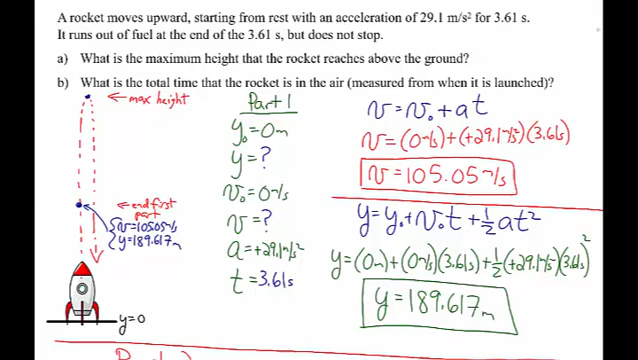 A rocket moves upward, starting from rest with an acceleration of 29.1 m/s² for 3.61 s.
It runs out of fuel at the end of the 3.61 s, but does not stop.
a) What is the maximum height that the rocket reaches above the ground?
b) What is the total time that the rocket is in the air (measured from when it is launched)?
← max height
← end first
part
v=105.05m/s
y=189.617m
y=0
Part 1
y₀=0m
y=?
v₀=0m/s
v=?
a=+29.1m/s²
t=3.61s
v=v₀+at
v=(0m/s)+(+29.1m/s²)(3.61s)
v=105.05m/s
y=y₀+v₀t+½at²
y=(0m)+(0m/s)(3.61s)+½(+29.1m/s²)(3.61s)²
y=189.617m